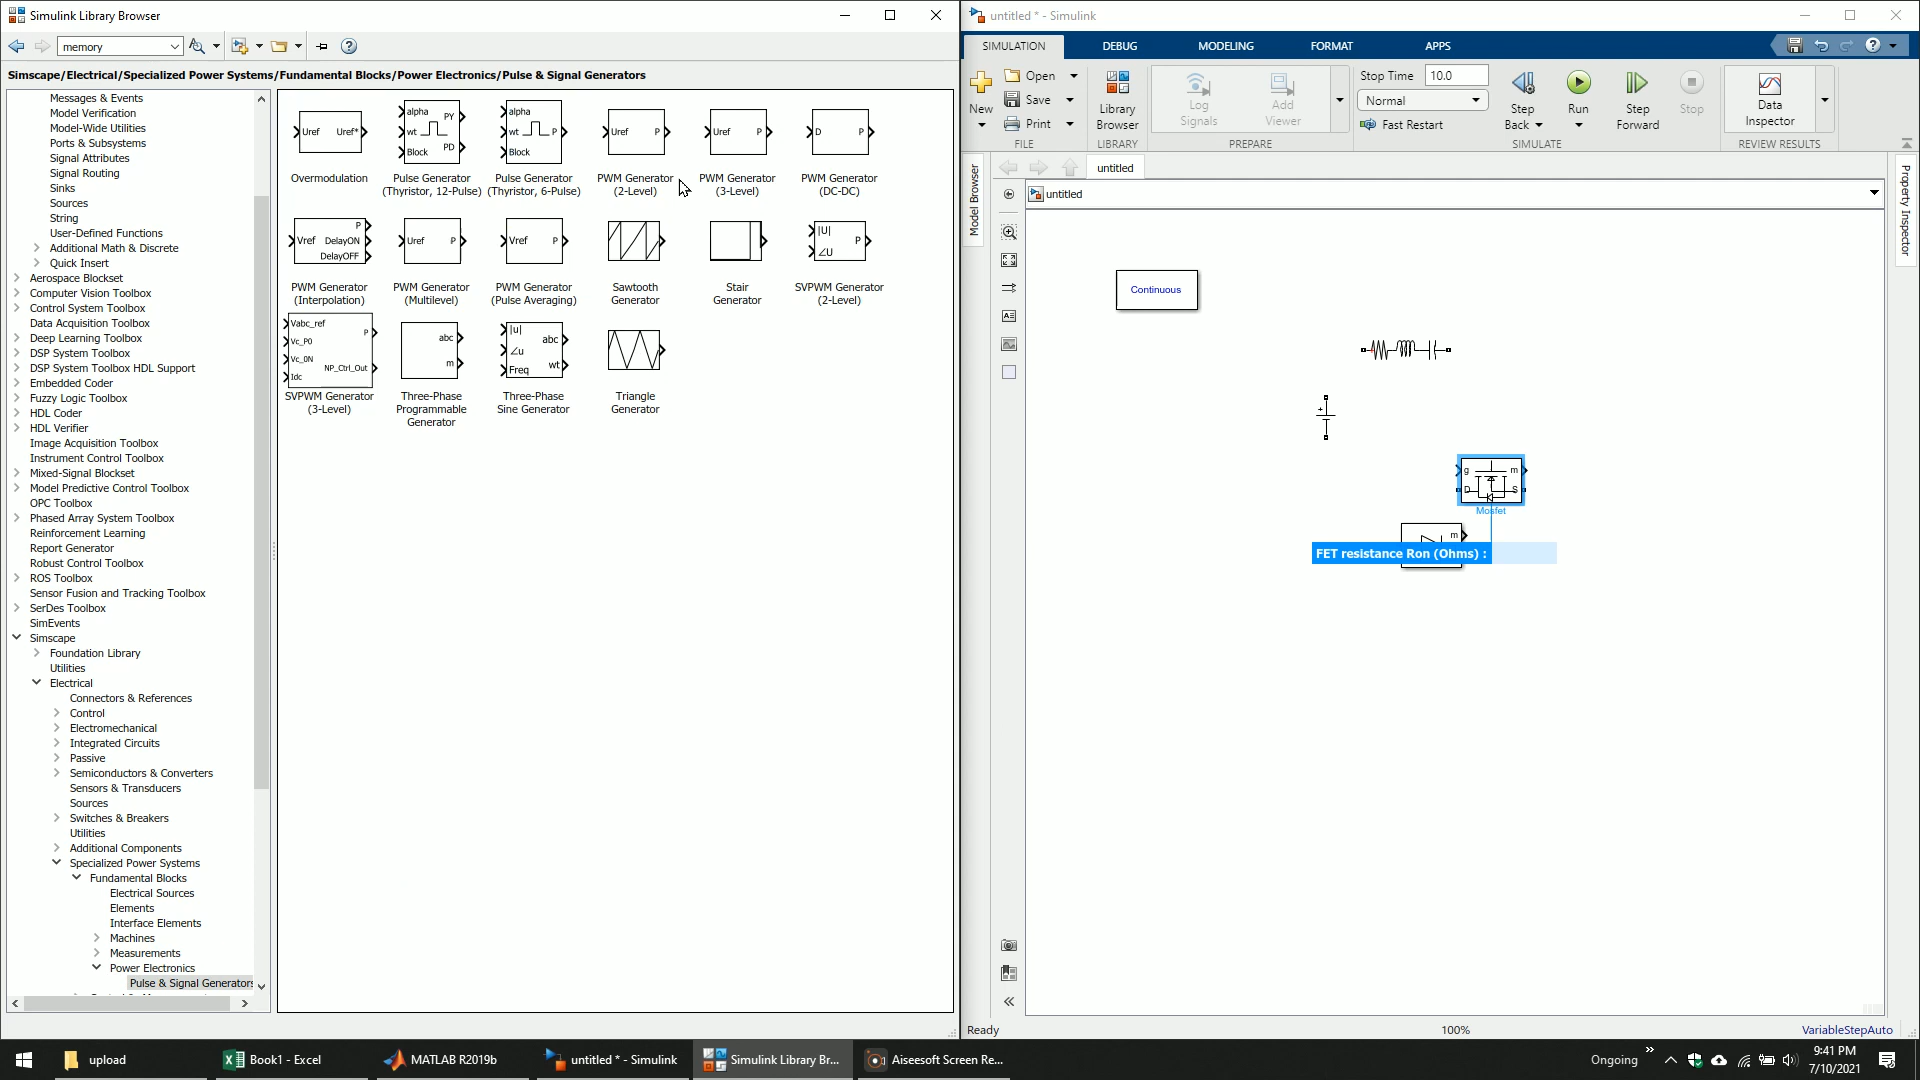 Simulink Library Browser
memory
Simscape/Electrical/Specialized Power Systems/Fundamental Blocks/Power Electronics/Pulse & Signal Generators
Messages & Events
Model Verification
Model-Wide Utilities
Ports & Subsystems
Signal Attributes
Signal Routing
Sinks
Sources
String
User-Defined Functions
Additional Math & Discrete
Quick Insert
Aerospace Blockset
Computer Vision Toolbox
Control System Toolbox
Data Acquisition Toolbox
Deep Learning Toolbox
DSP System Toolbox
DSP System Toolbox HDL Support
Embedded Coder
Fuzzy Logic Toolbox
HDL Coder
HDL Verifier
Image Acquisition Toolbox
Instrument Control Toolbox
Mixed-Signal Blockset
Model Predictive Control Toolbox
OPC Toolbox
Phased Array System Toolbox
Reinforcement Learning
Report Generator
Robust Control Toolbox
ROS Toolbox
Sensor Fusion and Tracking Toolbox
SerDes Toolbox
SimEvents
Simscape
Foundation Library
Utilities
Electrical
Connectors & References
Control
Electromechanical
Integrated Circuits
Passive
Semiconductors & Converters
Sensors & Transducers
Sources
Switches & Breakers
Utilities
Additional Components
Specialized Power Systems
Fundamental Blocks
Electrical Sources
Elements
Interface Elements
Machines
Measurements
Power Electronics
Pulse & Signal Generators
Uref Uref*
Overmodulation
alpha PY
wt
Block PD
Pulse Generator
(Thyristor, 12-Pulse)
alpha
wt P
Block
Pulse Generator
(Thyristor, 6-Pulse)
Uref P
PWM Generator
(2-Level)
Uref P
PWM Generator
(3-Level)
D P
PWM Generator
(DC-DC)
P
Vref DelayON
DelayOFF
PWM Generator
(Interpolation)
Uref P
PWM Generator
(Multilevel)
Vref P
PWM Generator
(Pulse Averaging)
Sawtooth
Generator
Stair
Generator
|U|
P
∠U
SVPWM Generator
(2-Level)
Vabc_ref
P
Vc_P0
Vc_0N
NP_Ctrl_Out
Idc
SVPWM Generator
(3-Level)
abc
m
Three-Phase
Programmable
Generator
|u|
abc
∠u
wt
Freq
Three-Phase
Sine Generator
Triangle
Generator
untitled * - Simulink
SIMULATION DEBUG MODELING FORMAT APPS
New
Open
Save
Print
FILE
Library
Browser
LIBRARY
Log
Signals
Add
Viewer
PREPARE
Stop Time 10.0
Normal
Fast Restart
Step
Back
Run
Step
Forward
Stop
SIMULATE
Data
Inspector
REVIEW RESULTS
Model Browser
untitled
untitled
Property Inspector
Continuous
+
g m
D S
Mosfet
m
FET resistance Ron (Ohms) :
Ready 100% VariableStepAuto
upload
Book1 - Excel
MATLAB R2019b
untitled * - Simulink
Simulink Library Br...
Aiseesoft Screen Re...
Ongoing
9:41 PM
7/10/2021